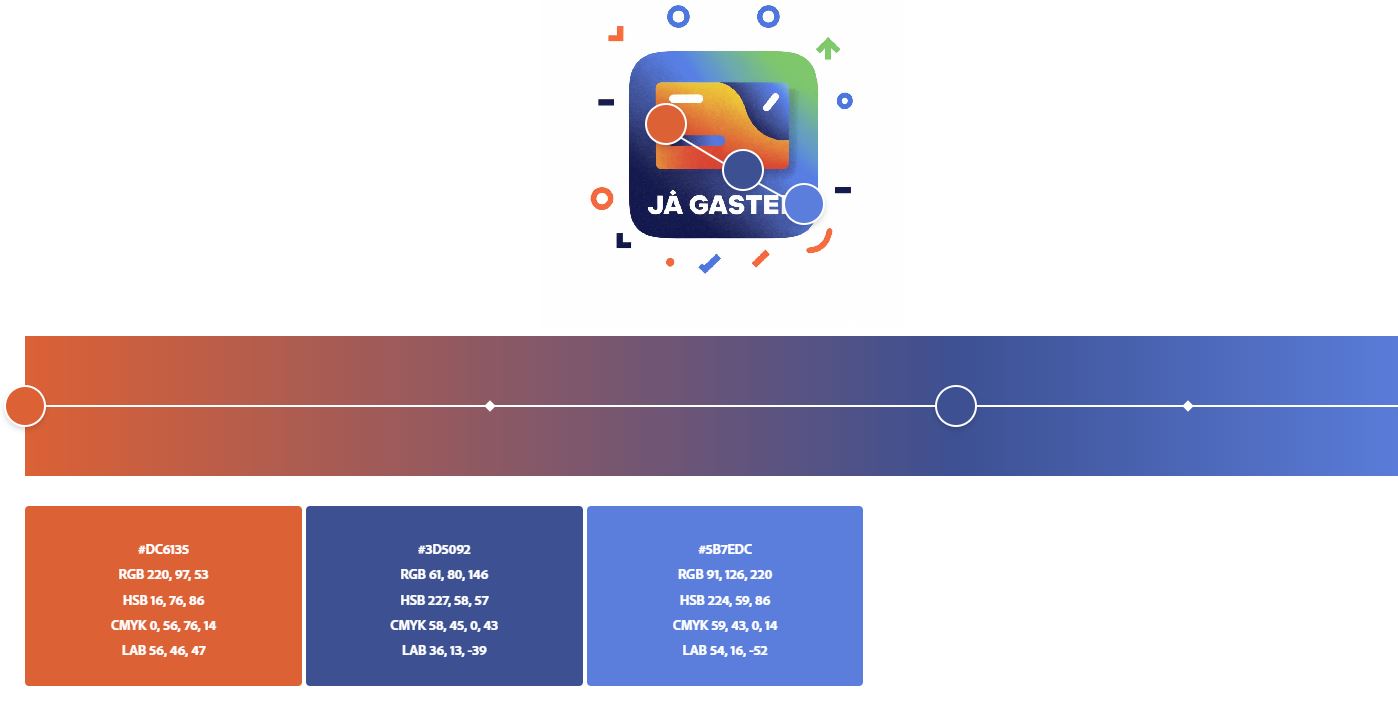 JÁ GASTEI
#DC6135
RGB 220, 97, 53
HSB 16, 76, 86
CMYK 0, 56, 76, 14
LAB 56, 46, 47
#3D5092
RGB 61, 80, 146
HSB 227, 58, 57
CMYK 58, 45, 0, 43
LAB 36, 13, -39
#5B7EDC
RGB 91, 126, 220
HSB 224, 59, 86
CMYK 59, 43, 0, 14
LAB 54, 16, -52